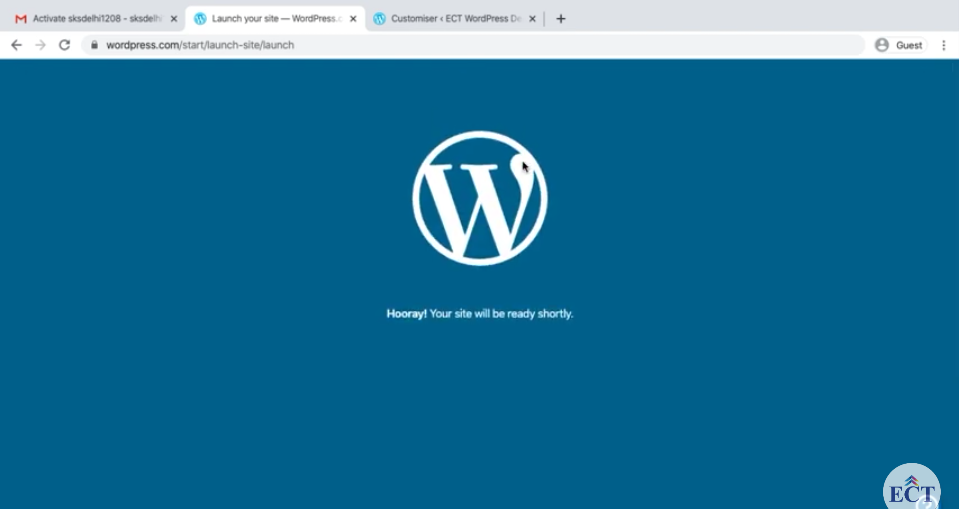 Activate sksdelhi1208 - sksdelhi
Launch your site — WordPress.c
Customiser ‹ ECT WordPress De
wordpress.com/start/launch-site/launch
Guest
W
Hooray! Your site will be ready shortly.
ECT
?